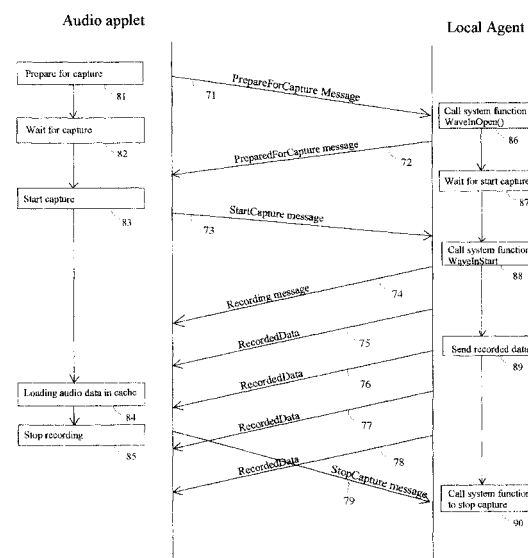 Audio applet
Local Agent
Prepare for capture
81
71
PrepareForCapture Message
Call system function
WaveInOpen()
86
Wait for capture
82
PreparedForCapture message
72
Wait for start capture
87
Start capture
83
StartCapture message
73
Call system function
WaveInStart
88
Recording message
74
RecordedData
75
Send recorded data
89
RecordedData
76
Loading audio data in cache
84
RecordedData
77
Stop recording
85
RecordedData
78
StopCapture message
79
Call system function
to stop capture
90